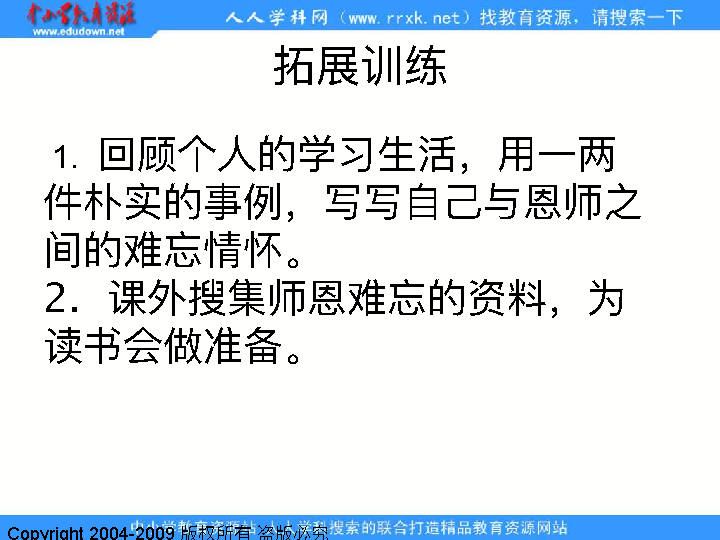 中小学教育资源
www.edudown.net
人人学科网（www.rrxk.net）找教育资源，请搜索一下
拓展训练
1. 回顾个人的学习生活，用一两
件朴实的事例，写写自己与恩师之
间的难忘情怀。
2．课外搜集师恩难忘的资料，为
读书会做准备。
中小学教育资源站、人人学科搜索的联合打造精品教育资源网站
Copyright 2004-2009 版权所有 盗版必究